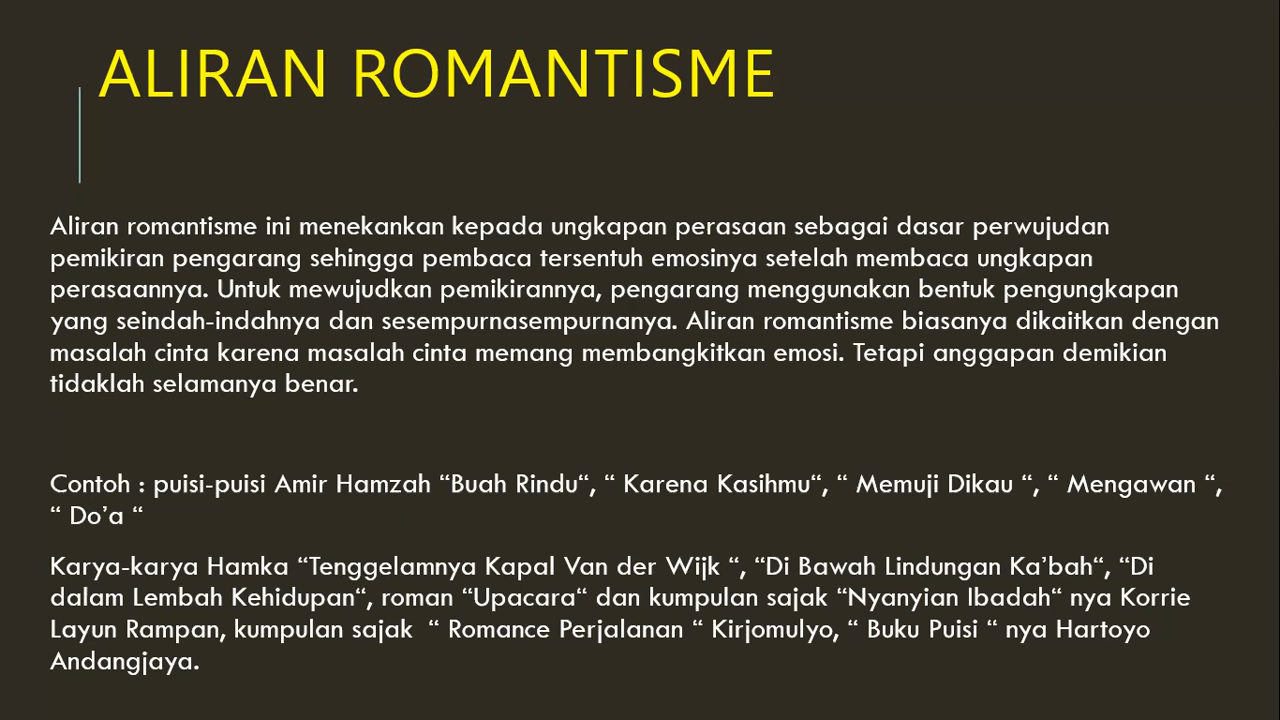 ALIRAN ROMANTISME
Aliran romantisme ini menekankan kepada ungkapan perasaan sebagai dasar perwujudan
pemikiran pengarang sehingga pembaca tersentuh emosinya setelah membaca ungkapan
perasaannya. Untuk mewujudkan pemikirannya, pengarang menggunakan bentuk pengungkapan
yang seindah-indahnya dan sesempurnasempurnanya. Aliran romantisme biasanya dikaitkan dengan
masalah cinta karena masalah cinta memang membangkitkan emosi. Tetapi anggapan demikian
tidaklah selamanya benar.
Contoh : puisi-puisi Amir Hamzah “Buah Rindu“, “ Karena Kasihmu“, “ Memuji Dikau “, “ Mengawan “,
“ Do’a “
Karya-karya Hamka “Tenggelamnya Kapal Van der Wijk “, “Di Bawah Lindungan Ka’bah“, “Di
dalam Lembah Kehidupan“, roman “Upacara“ dan kumpulan sajak “Nyanyian Ibadah“ nya Korrie
Layun Rampan, kumpulan sajak  “ Romance Perjalanan “ Kirjomulyo, “ Buku Puisi “ nya Hartoyo
Andangjaya.